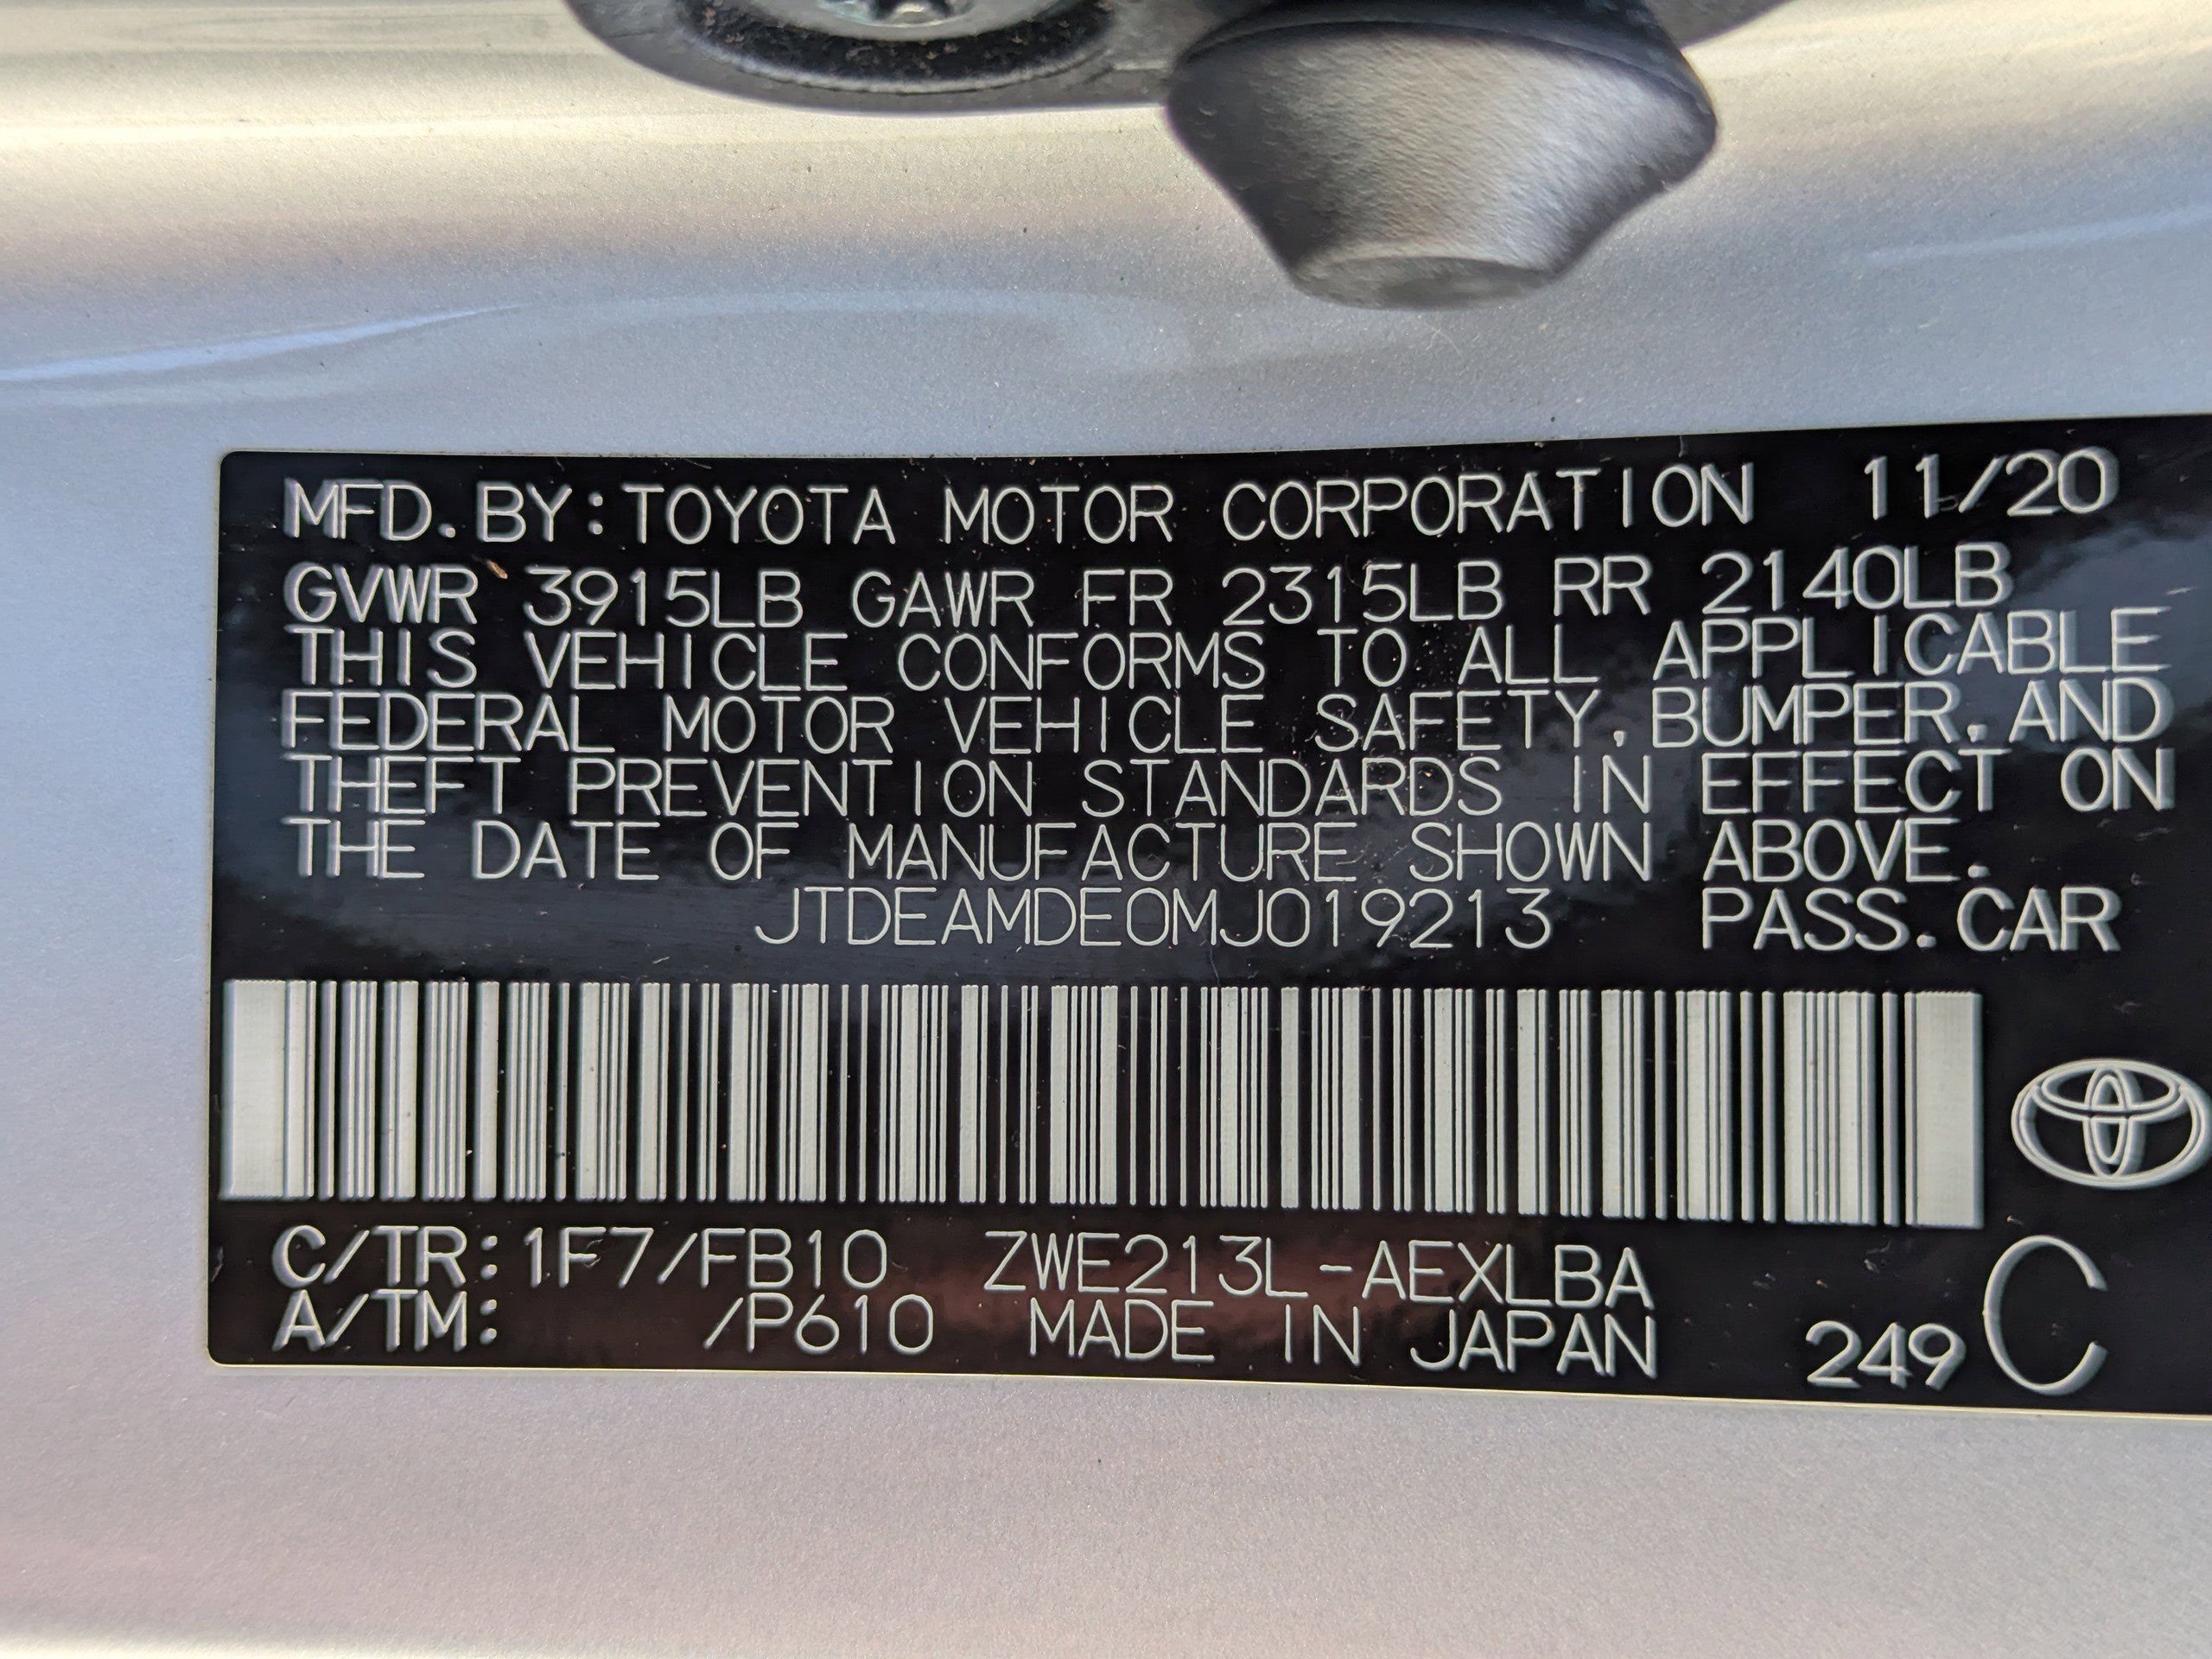 MFD.BY:TOYOTA MOTOR CORPORATION 11/20
GVWR 3915LB GAWR FR 2315LB RR 2140LB
THIS VEHICLE CONFORMS TO ALL APPLICABLE
FEDERAL MOTOR VEHICLE SAFETY,BUMPER,AND
THEFT PREVENTION STANDARDS IN EFFECT ON
THE DATE OF MANUFACTURE SHOWN ABOVE.
JTDEAMDE0MJ019213 PASS.CAR
C/TR:1F7/FB10 ZWE213L-AEXLBA
A/TM: /P610 MADE IN JAPAN 249 C